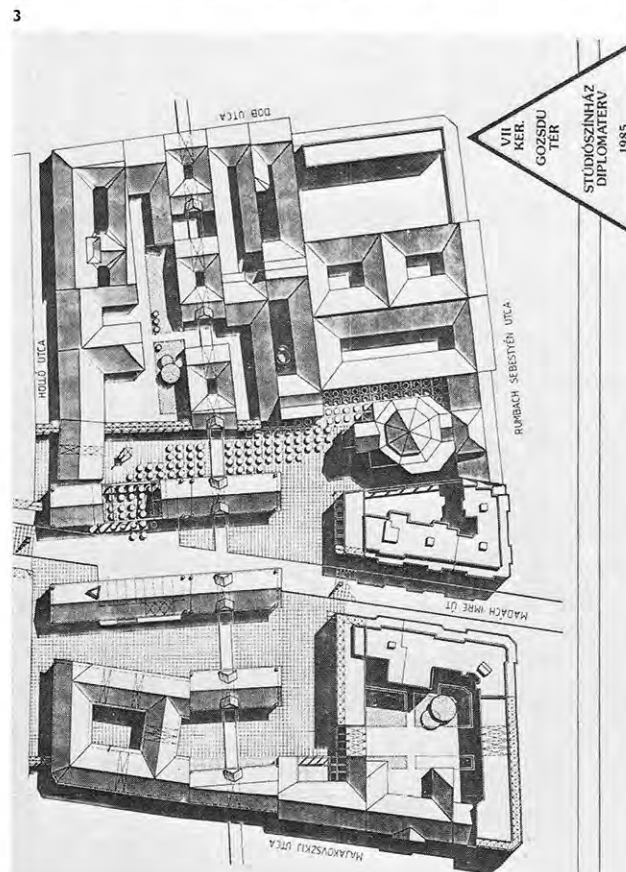 3
DOB UTCA
VII
KER.
GOZSDU
TÉR
STÚDIÓSZÍNHÁZ
DIPLOMATERV
1985
HOLLÓ UTCA
RUMBACH SEBESTYÉN UTCA
MADÁCH IMRE ÚT
MAJAKOVSZKIJ UTCA